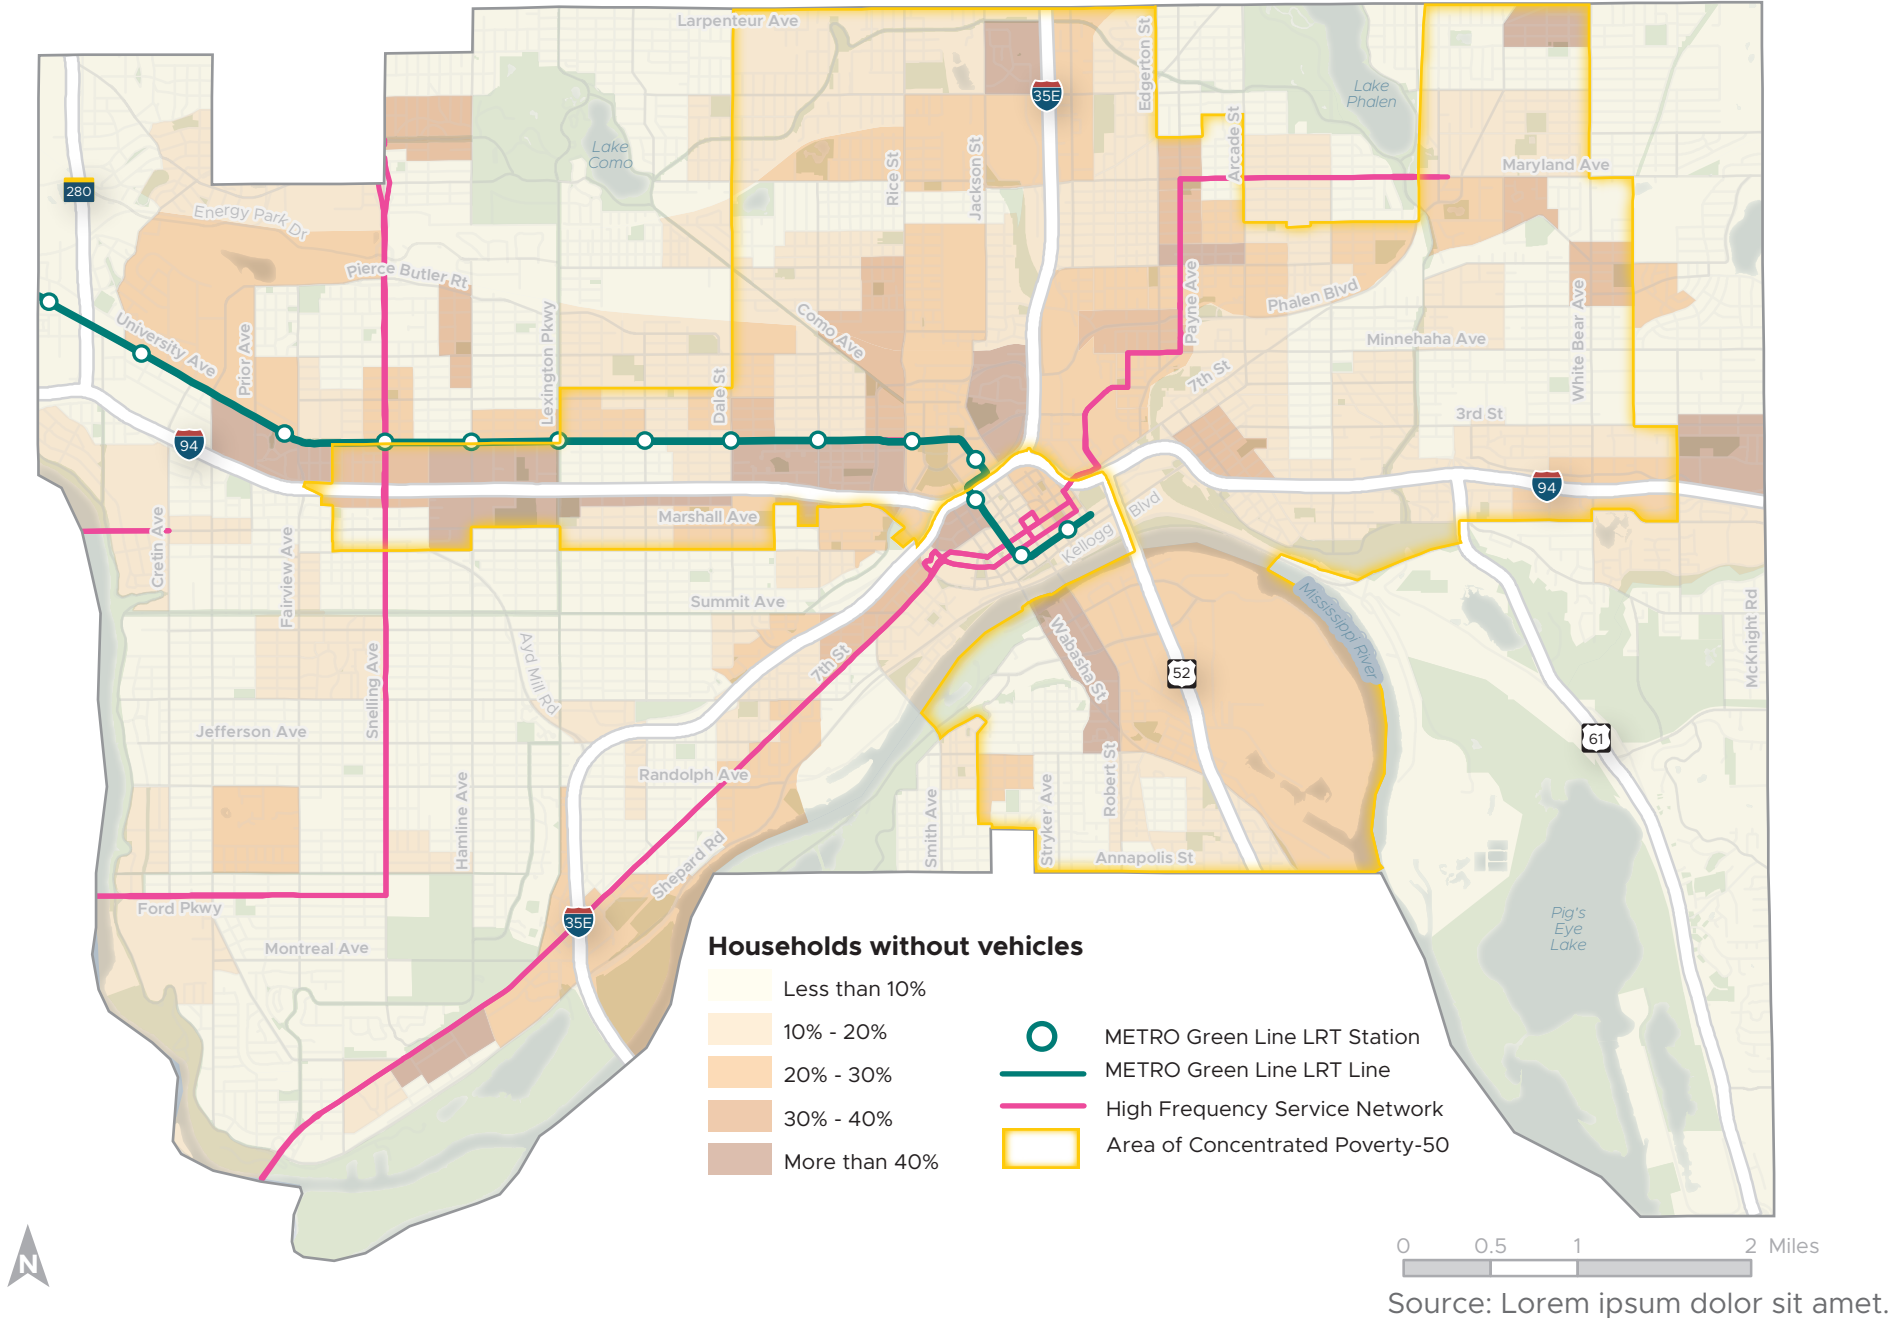 Larpenteur Ave
Edgerton St
35E
Lake
Phalen
Lake
Como
Arcade St
Rice St
Jackson St
Maryland Ave
280
Energy Park Dr
Pierce Butler Rt
Payne Ave
Phalen Blvd
White Bear Ave
University Ave
Prior Ave
Lexington Pkwy
Como Ave
Minnehaha Ave
Dale St
7th St
3rd St
94
94
Marshall Ave
Kellogg
Blvd
Cretin Ave
Fairview Ave
Summit Ave
Mississippi River
McKnight Rd
Ayd Mill Rd
Snelling Ave
7th St
Wabasha St
52
61
Jefferson Ave
Randolph Ave
Hamline Ave
Smith Ave
Stryker Ave
Robert St
Shepard Rd
Annapolis St
Ford Pkwy
35E
Montreal Ave
Pig's
Eye
Lake
Households without vehicles
Less than 10%
10% - 20%
20% - 30%
30% - 40%
More than 40%
METRO Green Line LRT Station
METRO Green Line LRT Line
High Frequency Service Network
Area of Concentrated Poverty-50
N
0 0.5 1 2 Miles
Source: Lorem ipsum dolor sit amet.